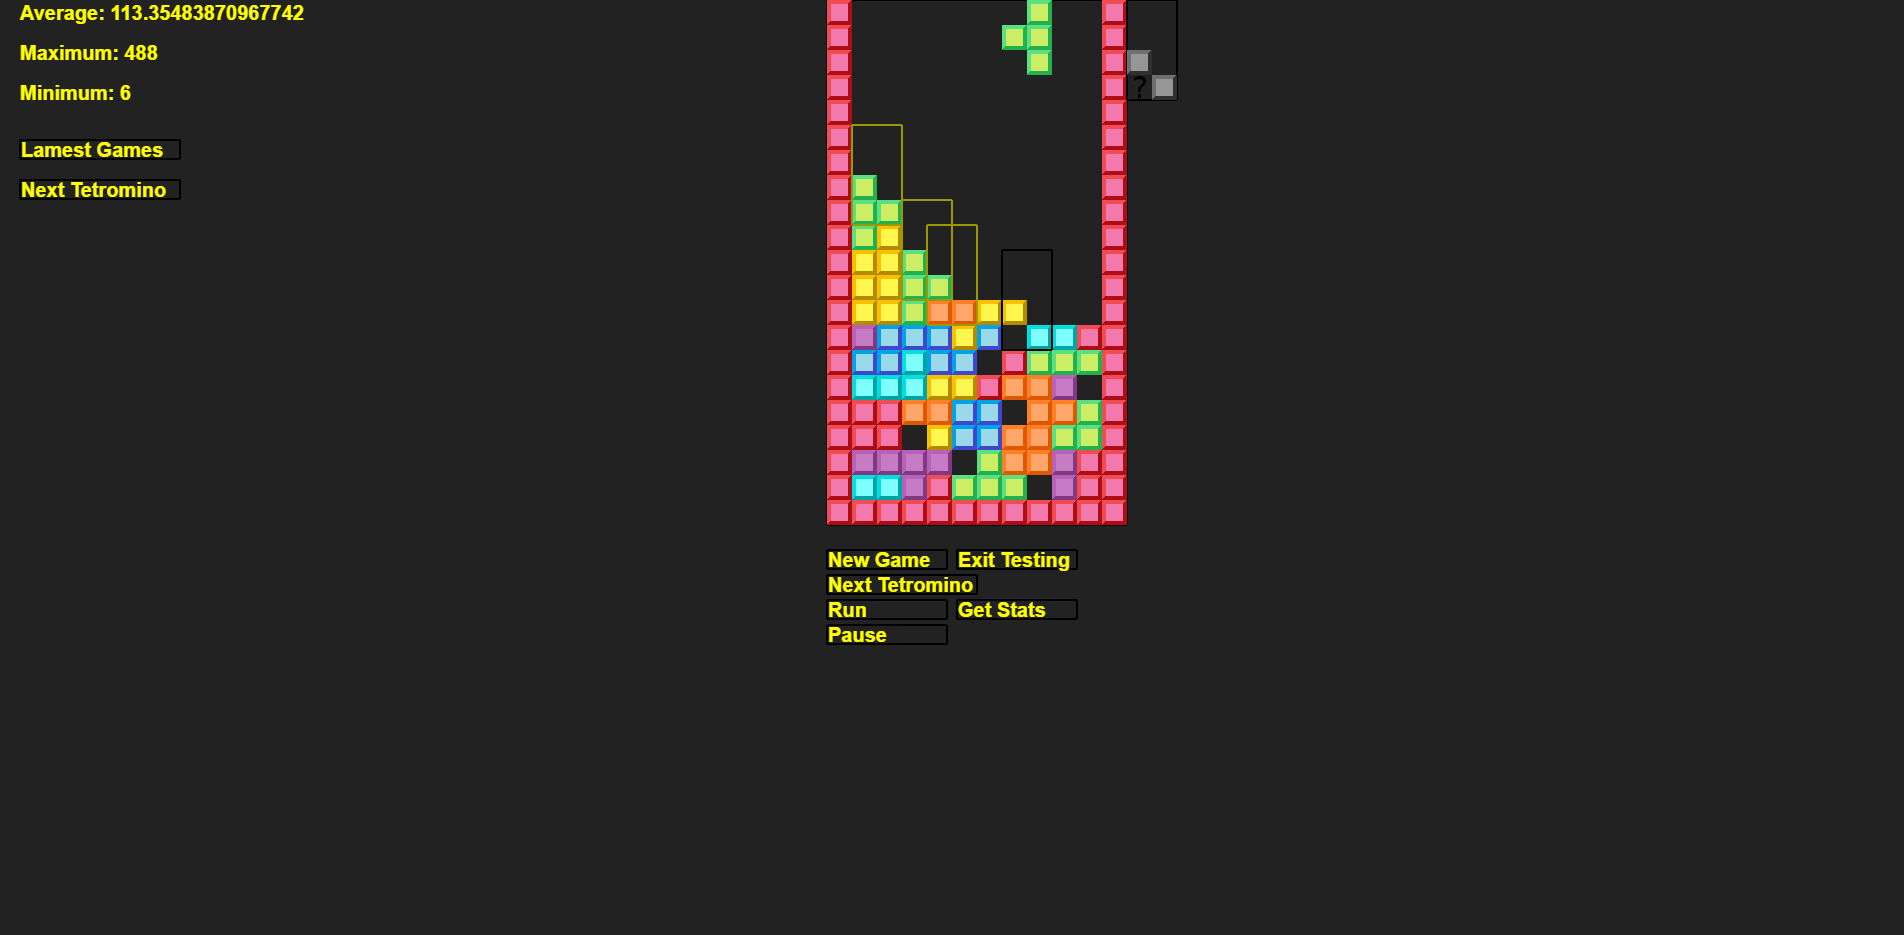 Average: 113.35483870967742
Maximum: 488
Minimum: 6
Lamest Games
Next Tetromino
?
New Game Exit Testing
Next Tetromino
Run Get Stats
Pause